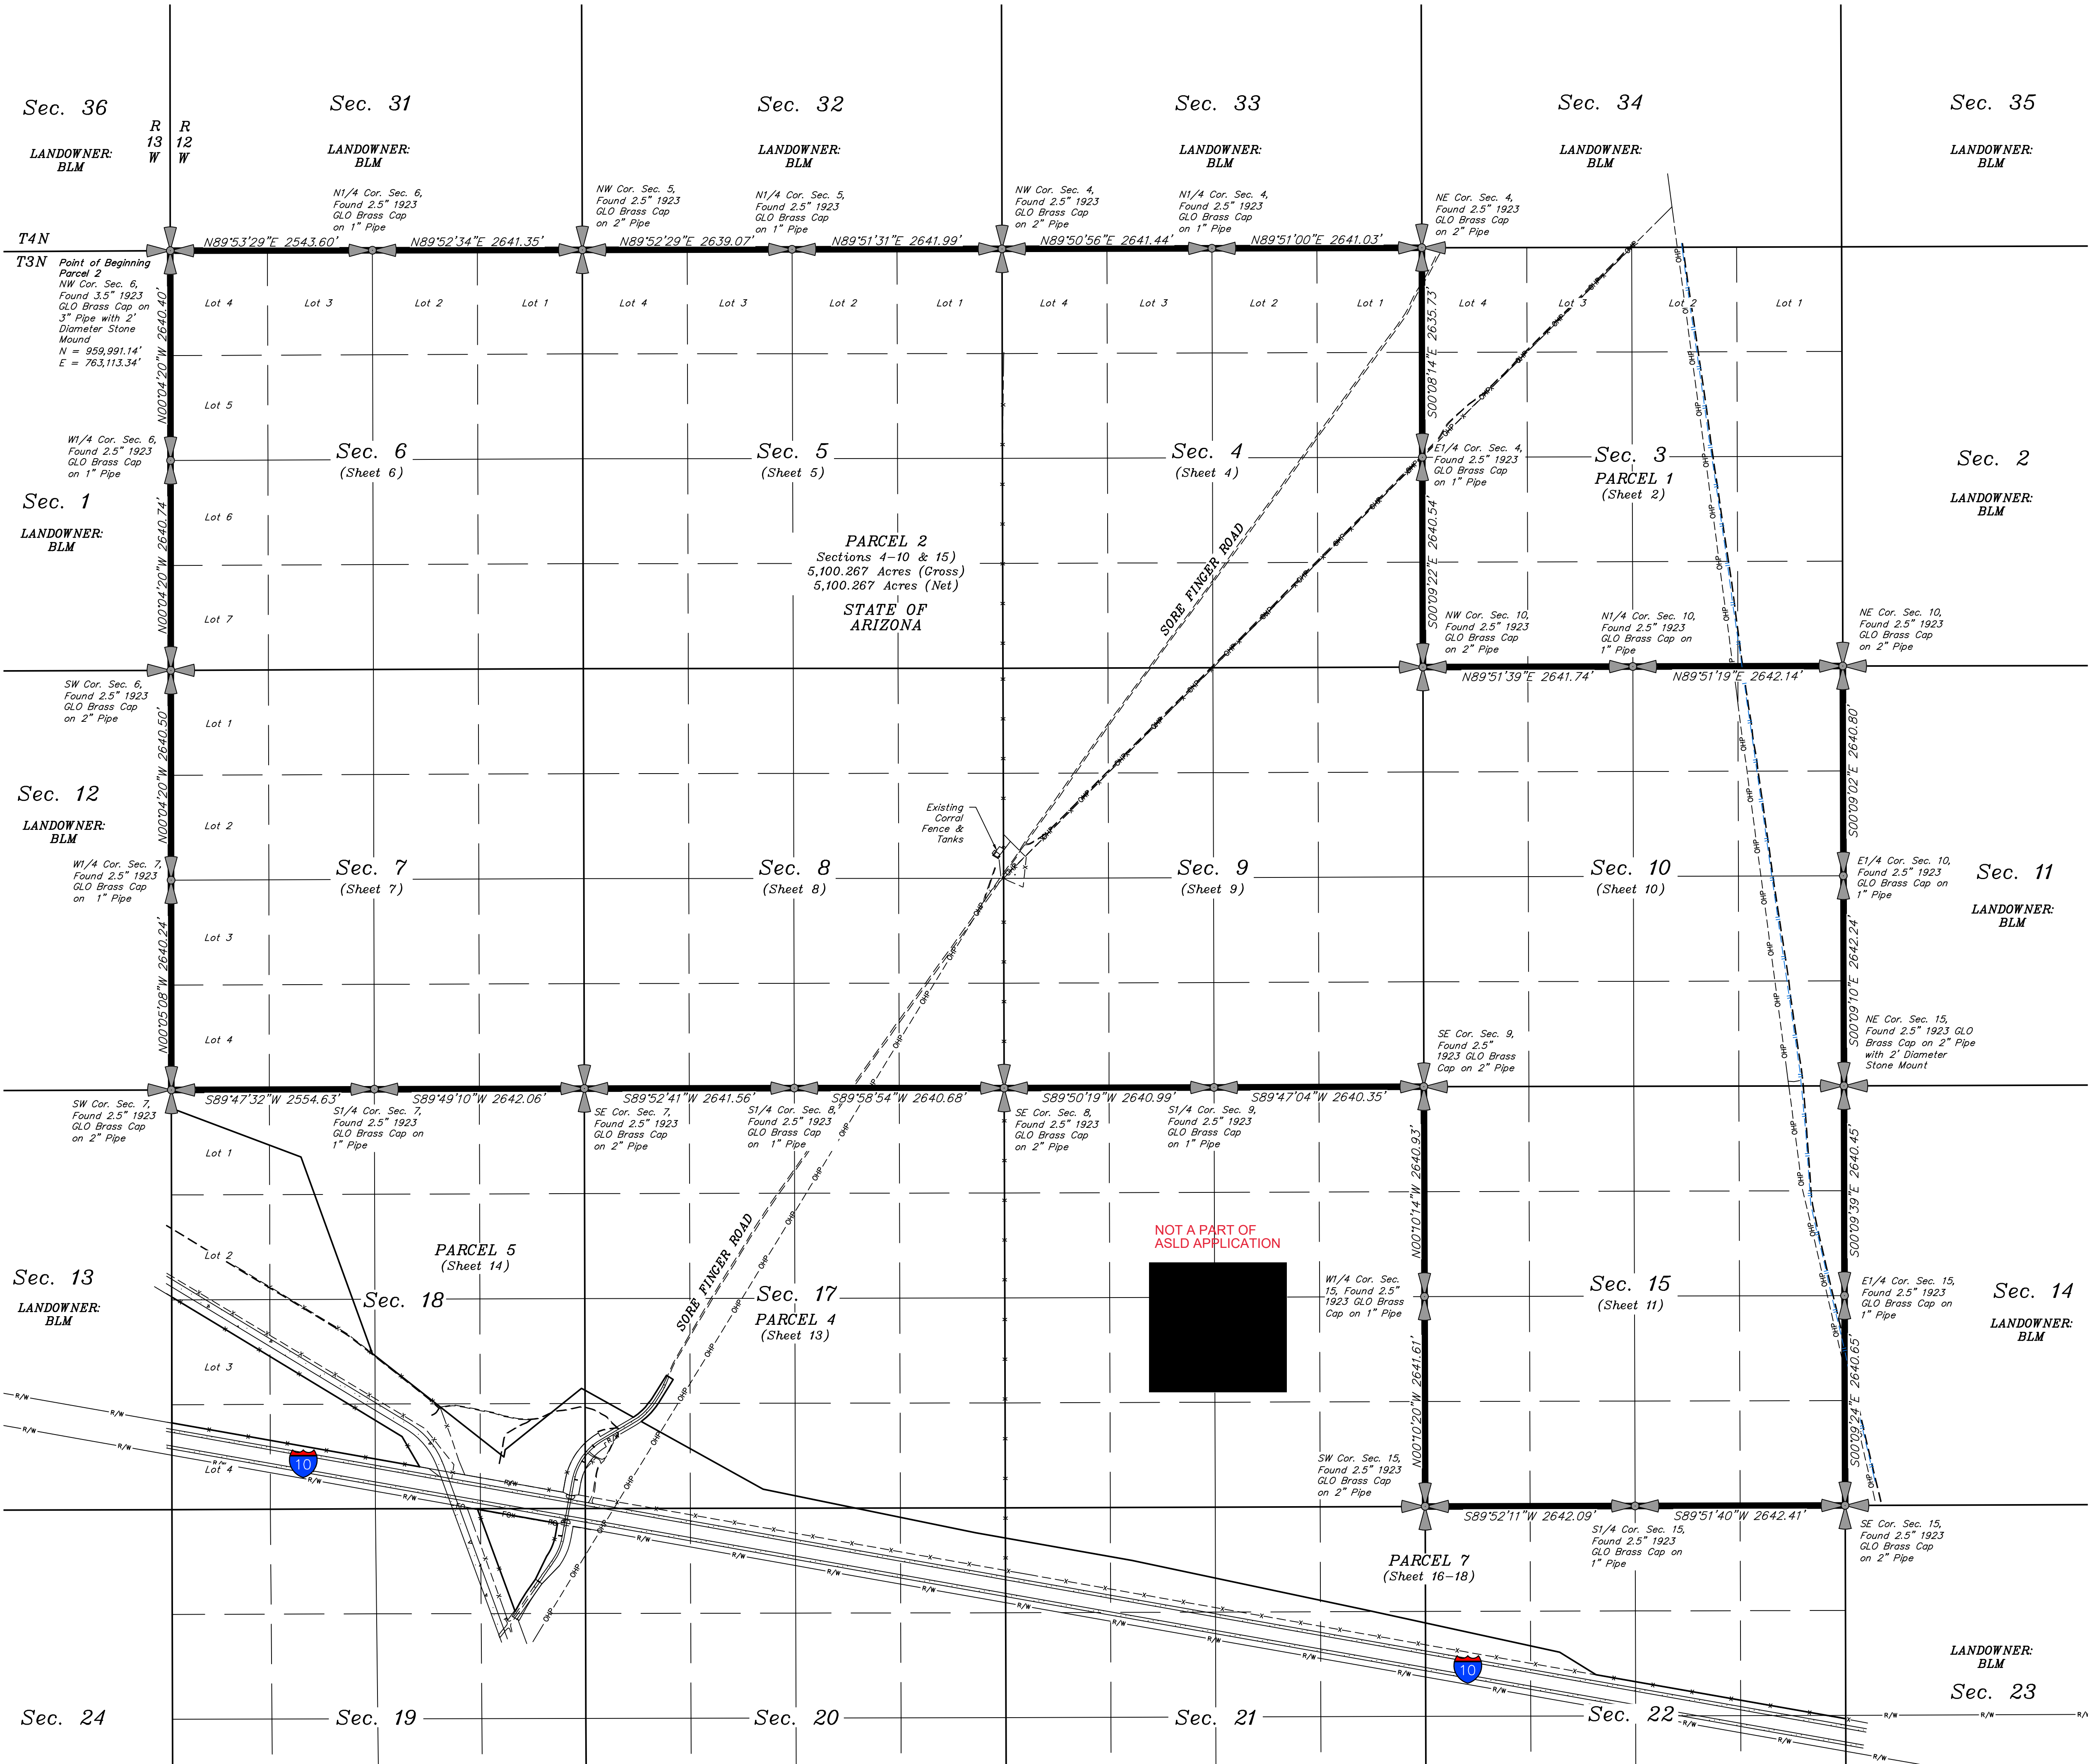 Sec. 36
LANDOWNER:
BLM
R
13
W
R
12
W
Sec. 31
LANDOWNER:
BLM
Sec. 32
LANDOWNER:
BLM
Sec. 33
LANDOWNER:
BLM
Sec. 34
LANDOWNER:
BLM
Sec. 35
LANDOWNER:
BLM
N1/4 Cor. Sec. 6,
Found 2.5" 1923
GLO Brass Cap
on 1" Pipe
NW Cor. Sec. 5,
Found 2.5" 1923
GLO Brass Cap
on 2" Pipe
N1/4 Cor. Sec. 5,
Found 2.5" 1923
GLO Brass Cap
on 1" Pipe
NW Cor. Sec. 4,
Found 2.5" 1923
GLO Brass Cap
on 2" Pipe
N1/4 Cor. Sec. 4,
Found 2.5" 1923
GLO Brass Cap
on 1" Pipe
NE Cor. Sec. 4,
Found 2.5" 1923
GLO Brass Cap
on 2" Pipe
T4N
T3N
N89°53'29"E 2543.60'
N89°52'34"E 2641.35'
N89°52'29"E 2639.07'
N89°51'31"E 2641.99'
N89°50'56"E 2641.44'
N89°51'00"E 2641.03'
Point of Beginning
Parcel 2
NW Cor. Sec. 6,
Found 3.5" 1923
GLO Brass Cap on
3" Pipe with 2'
Diameter Stone
Mound
N = 959,991.14'
E = 763,113.34'
N00°04'20"W 2640.40'
Lot 4
Lot 3
Lot 2
Lot 1
Lot 4
Lot 3
Lot 2
Lot 1
Lot 4
Lot 3
Lot 2
Lot 1
Lot 4
Lot 3
Lot 2
Lot 1
S00°08'14"E 2635.73'
OHP
Lot 5
W1/4 Cor. Sec. 6,
Found 2.5" 1923
GLO Brass Cap
on 1" Pipe
Sec. 6
(Sheet 6)
Sec. 5
(Sheet 5)
Sec. 4
(Sheet 4)
E1/4 Cor. Sec. 4,
Found 2.5" 1923
GLO Brass Cap
on 1" Pipe
Sec. 3
PARCEL 1
(Sheet 2)
Sec. 2
LANDOWNER:
BLM
Sec. 1
LANDOWNER:
BLM
Lot 6
N00°04'20"W 2640.74'
PARCEL 2
Sections 4-10 & 15)
5,100.267 Acres (Gross)
5,100.267 Acres (Net)
STATE OF
ARIZONA
SORE FINGER ROAD
S00°09'22"E 2640.54'
Lot 7
NW Cor. Sec. 10,
Found 2.5" 1923
GLO Brass Cap
on 2" Pipe
N1/4 Cor. Sec. 10,
Found 2.5" 1923
GLO Brass Cap on
1" Pipe
NE Cor. Sec. 10,
Found 2.5" 1923
GLO Brass Cap
on 2" Pipe
N89°51'39"E 2641.74'
N89°51'19"E 2642.14'
SW Cor. Sec. 6,
Found 2.5" 1923
GLO Brass Cap
on 2" Pipe
N00°04'20"W 2640.50'
Lot 1
S00°09'02"E 2640.80'
Sec. 12
LANDOWNER:
BLM
Lot 2
Existing
Corral
Fence &
Tanks
W1/4 Cor. Sec. 7,
Found 2.5" 1923
GLO Brass Cap
on 1" Pipe
Sec. 7
(Sheet 7)
Sec. 8
(Sheet 8)
Sec. 9
(Sheet 9)
Sec. 10
(Sheet 10)
E1/4 Cor. Sec. 10,
Found 2.5" 1923
GLO Brass Cap on
1" Pipe
Sec. 11
LANDOWNER:
BLM
N00°05'08"W 2640.24'
Lot 3
Lot 4
S00°09'10"E 2642.24'
SE Cor. Sec. 9,
Found 2.5"
1923 GLO Brass
Cap on 2" Pipe
NE Cor. Sec. 15,
Found 2.5" 1923 GLO
Brass Cap on 2" Pipe
with 2' Diameter
Stone Mount
S89°47'32"W 2554.63'
S89°49'10"W 2642.06'
S89°52'41"W 2641.56'
S89°58'54"W 2640.68'
S89°50'19"W 2640.99'
S89°47'04"W 2640.35'
SW Cor. Sec. 7,
Found 2.5" 1923
GLO Brass Cap
on 2" Pipe
S1/4 Cor. Sec. 7,
Found 2.5" 1923
GLO Brass Cap on
1" Pipe
SE Cor. Sec. 7,
Found 2.5" 1923
GLO Brass Cap
on 2" Pipe
S1/4 Cor. Sec. 8,
Found 2.5" 1923
GLO Brass Cap
on 1" Pipe
SE Cor. Sec. 8,
Found 2.5" 1923
GLO Brass Cap
on 2" Pipe
S1/4 Cor. Sec. 9,
Found 2.5" 1923
GLO Brass Cap
on 1" Pipe
Lot 1
N00°10'14"W 2640.93'
S00°09'39"E 2640.45'
Lot 2
PARCEL 5
(Sheet 14)
SORE FINGER ROAD
NOT A PART OF
ASLD APPLICATION
Sec. 13
LANDOWNER:
BLM
Sec. 18
Sec. 17
PARCEL 4
(Sheet 13)
W1/4 Cor. Sec.
15, Found 2.5"
1923 GLO Brass
Cap on 1" Pipe
Sec. 15
(Sheet 11)
E1/4 Cor. Sec. 15,
Found 2.5" 1923
GLO Brass Cap on
1" Pipe
Sec. 14
LANDOWNER:
BLM
Lot 3
N00°10'20"W 2641.61'
S00°09'24"E 2640.65'
R/W
10
Lot 4
SW Cor. Sec. 15,
Found 2.5" 1923
GLO Brass Cap
on 2" Pipe
S89°52'11"W 2642.09'
S89°51'40"W 2642.41'
S1/4 Cor. Sec. 15,
Found 2.5" 1923
GLO Brass Cap on
1" Pipe
SE Cor. Sec. 15,
Found 2.5" 1923
GLO Brass Cap
on 2" Pipe
PARCEL 7
(Sheet 16-18)
10
LANDOWNER:
BLM
Sec. 23
Sec. 24
Sec. 19
Sec. 20
Sec. 21
Sec. 22
R/W